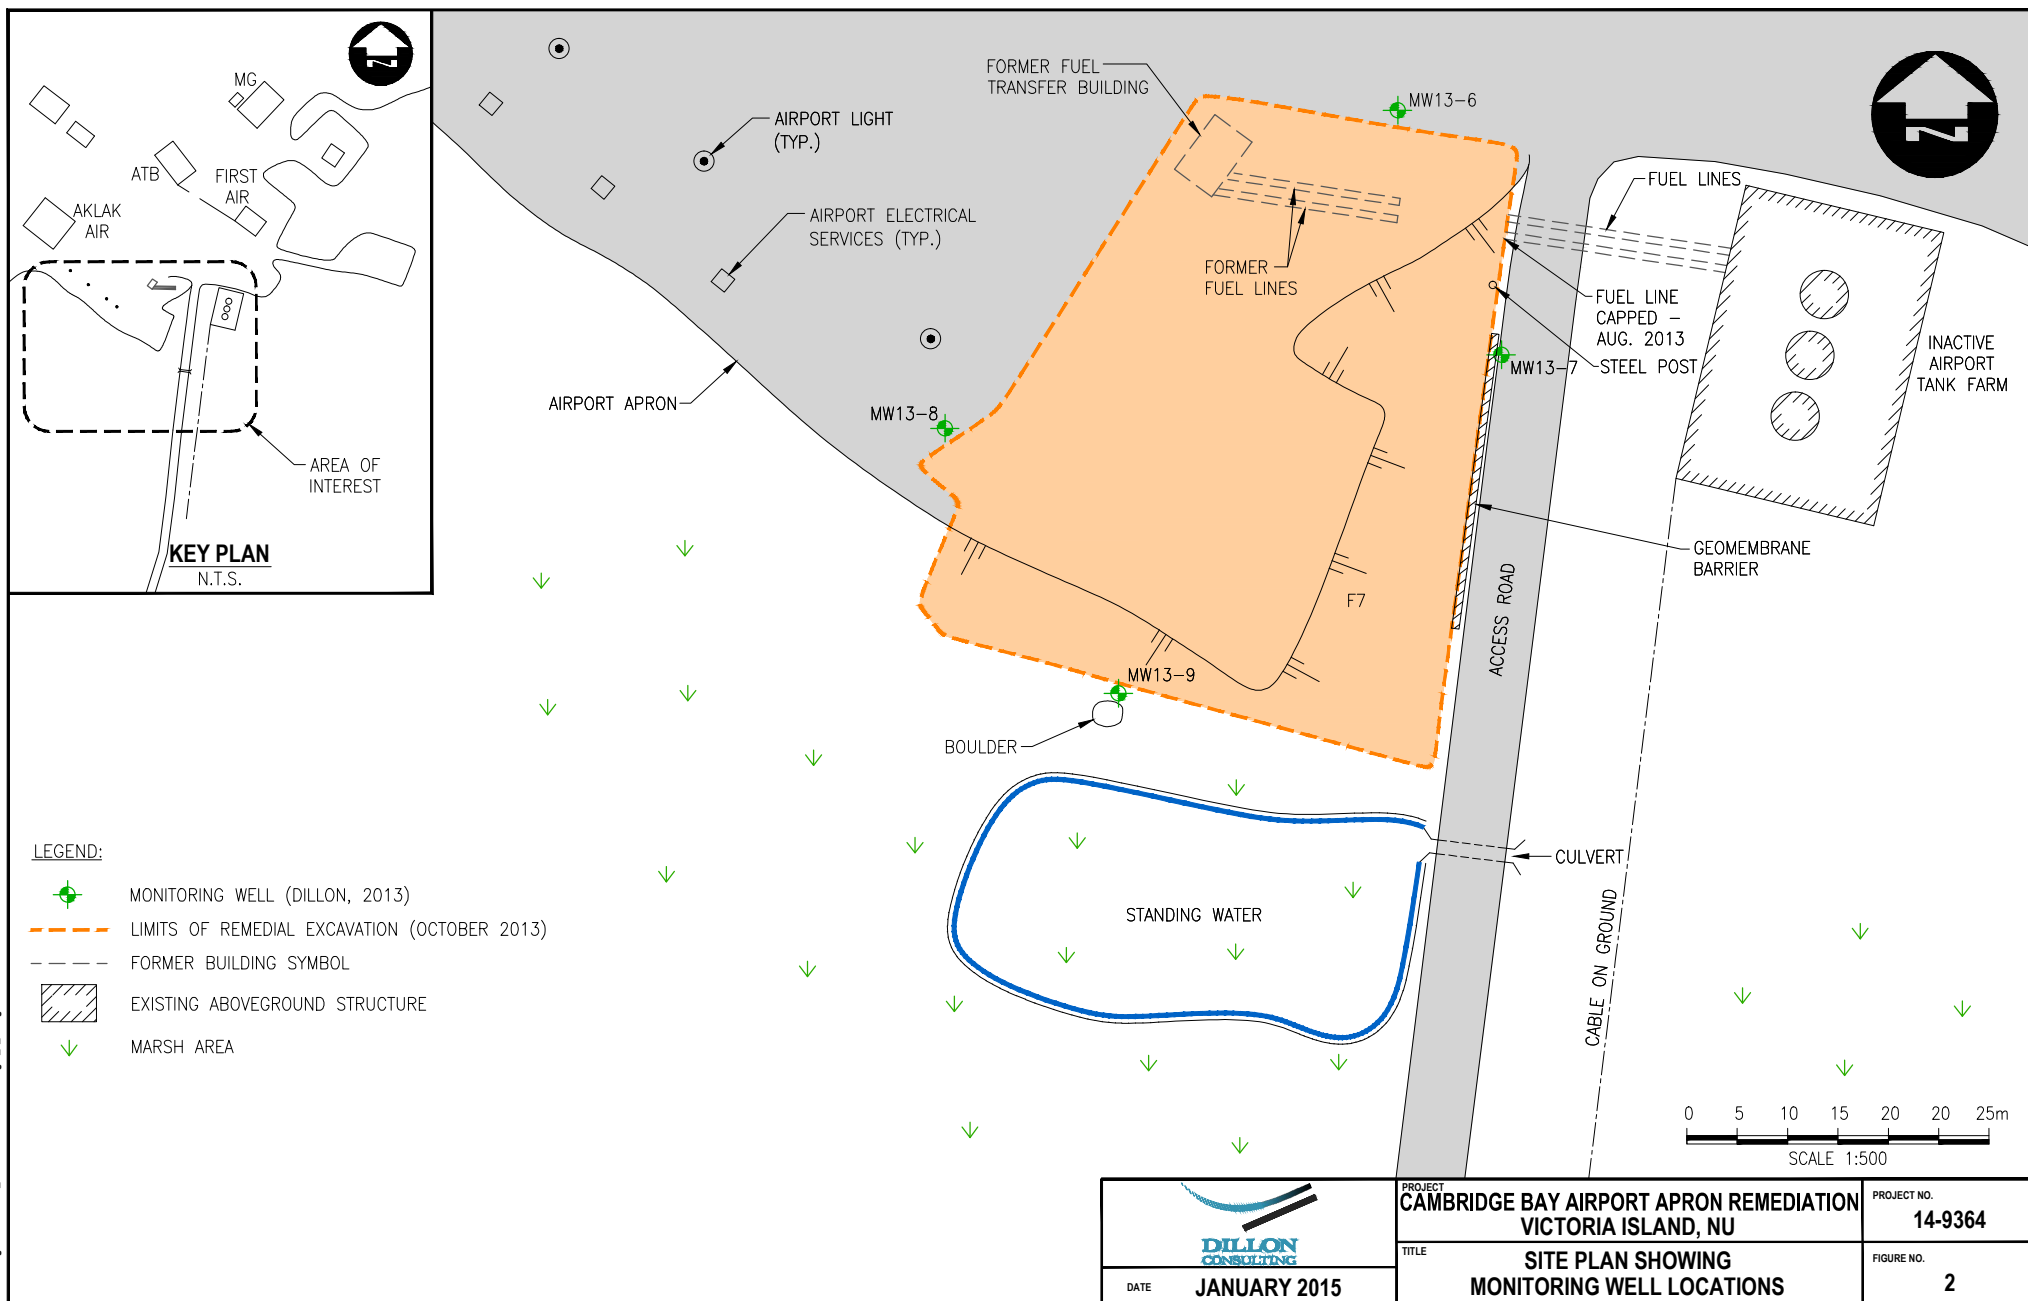 MG
ATB
FIRST
AIR
AKLAK
AIR
AREA OF
INTEREST
KEY PLAN
N.T.S.
N
AIRPORT LIGHT
(TYP.)
AIRPORT ELECTRICAL
SERVICES (TYP.)
AIRPORT APRON
FORMER FUEL
TRANSFER BUILDING
MW13-6
N
FUEL LINES
FORMER
FUEL LINES
FUEL LINE
CAPPED -
AUG. 2013
STEEL POST
MW13-7
INACTIVE
AIRPORT
TANK FARM
MW13-8
GEOMEMBRANE
BARRIER
F7
ACCESS ROAD
MW13-9
BOULDER
CULVERT
STANDING WATER
CABLE ON GROUND
LEGEND:
MONITORING WELL (DILLON, 2013)
LIMITS OF REMEDIAL EXCAVATION (OCTOBER 2013)
FORMER BUILDING SYMBOL
EXISTING ABOVEGROUND STRUCTURE
MARSH AREA
0 5 10 15 20 20 25m
SCALE 1:500
DILLON
CONSULTING
DATE JANUARY 2015
PROJECT
CAMBRIDGE BAY AIRPORT APRON REMEDIATION
VICTORIA ISLAND, NU
PROJECT NO.
14-9364
TITLE
SITE PLAN SHOWING
MONITORING WELL LOCATIONS
FIGURE NO.
2